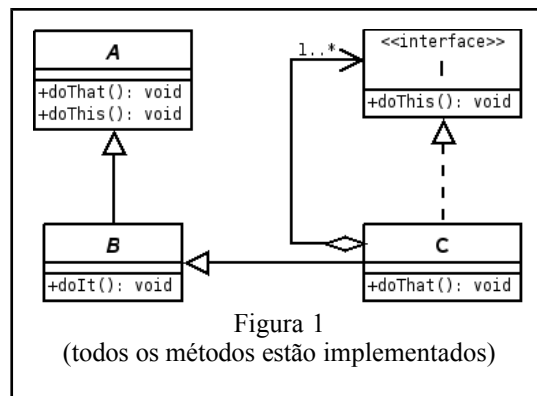 A
+doThat(): void
+doThis(): void
1..*
<<interface>>
I
+doThis(): void
B
+doIt(): void
C
+doThat(): void
Figura 1
(todos os métodos estão implementados)